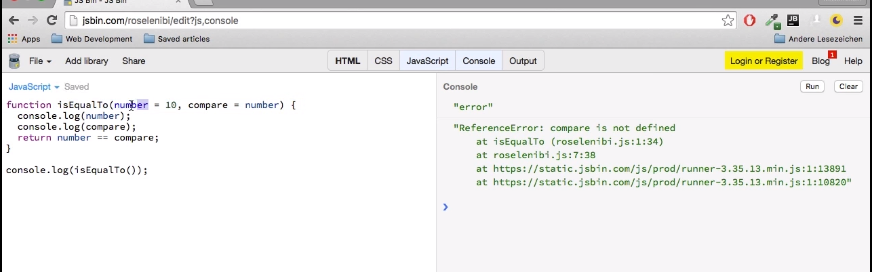 JS Bin - JS Bin
jsbin.com/roselenibi/edit?js,console
Apps Web Development Saved articles Andere Lesezeichen
File Add library Share HTML CSS JavaScript Console Output Login or Register Blog 1 Help
JavaScript Saved
Console Run Clear
function isEqualTo(number = 10, compare = number) {
console.log(number);
console.log(compare);
return number == compare;
}
console.log(isEqualTo());
"error"
"ReferenceError: compare is not defined
at isEqualTo (roselenibi.js:1:34)
at roselenibi.js:7:38
at https://static.jsbin.com/js/prod/runner-3.35.13.min.js:1:13891
at https://static.jsbin.com/js/prod/runner-3.35.13.min.js:1:10820"